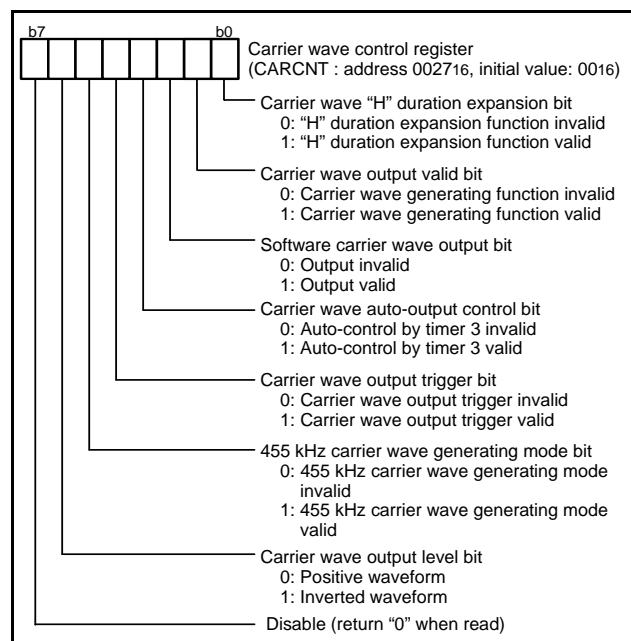 b7 b0
Carrier wave control register
(CARCNT : address 002716, initial value: 0016)
Carrier wave “H” duration expansion bit
0: “H” duration expansion function invalid
1: “H” duration expansion function valid
Carrier wave output valid bit
0: Carrier wave generating function invalid
1: Carrier wave generating function valid
Software carrier wave output bit
0: Output invalid
1: Output valid
Carrier wave auto-output control bit
0: Auto-control by timer 3 invalid
1: Auto-control by timer 3 valid
Carrier wave output trigger bit
0: Carrier wave output trigger invalid
1: Carrier wave output trigger valid
455 kHz carrier wave generating mode bit
0: 455 kHz carrier wave generating mode
invalid
1: 455 kHz carrier wave generating mode
valid
Carrier wave output level bit
0: Positive waveform
1: Inverted waveform
Disable (return “0” when read)